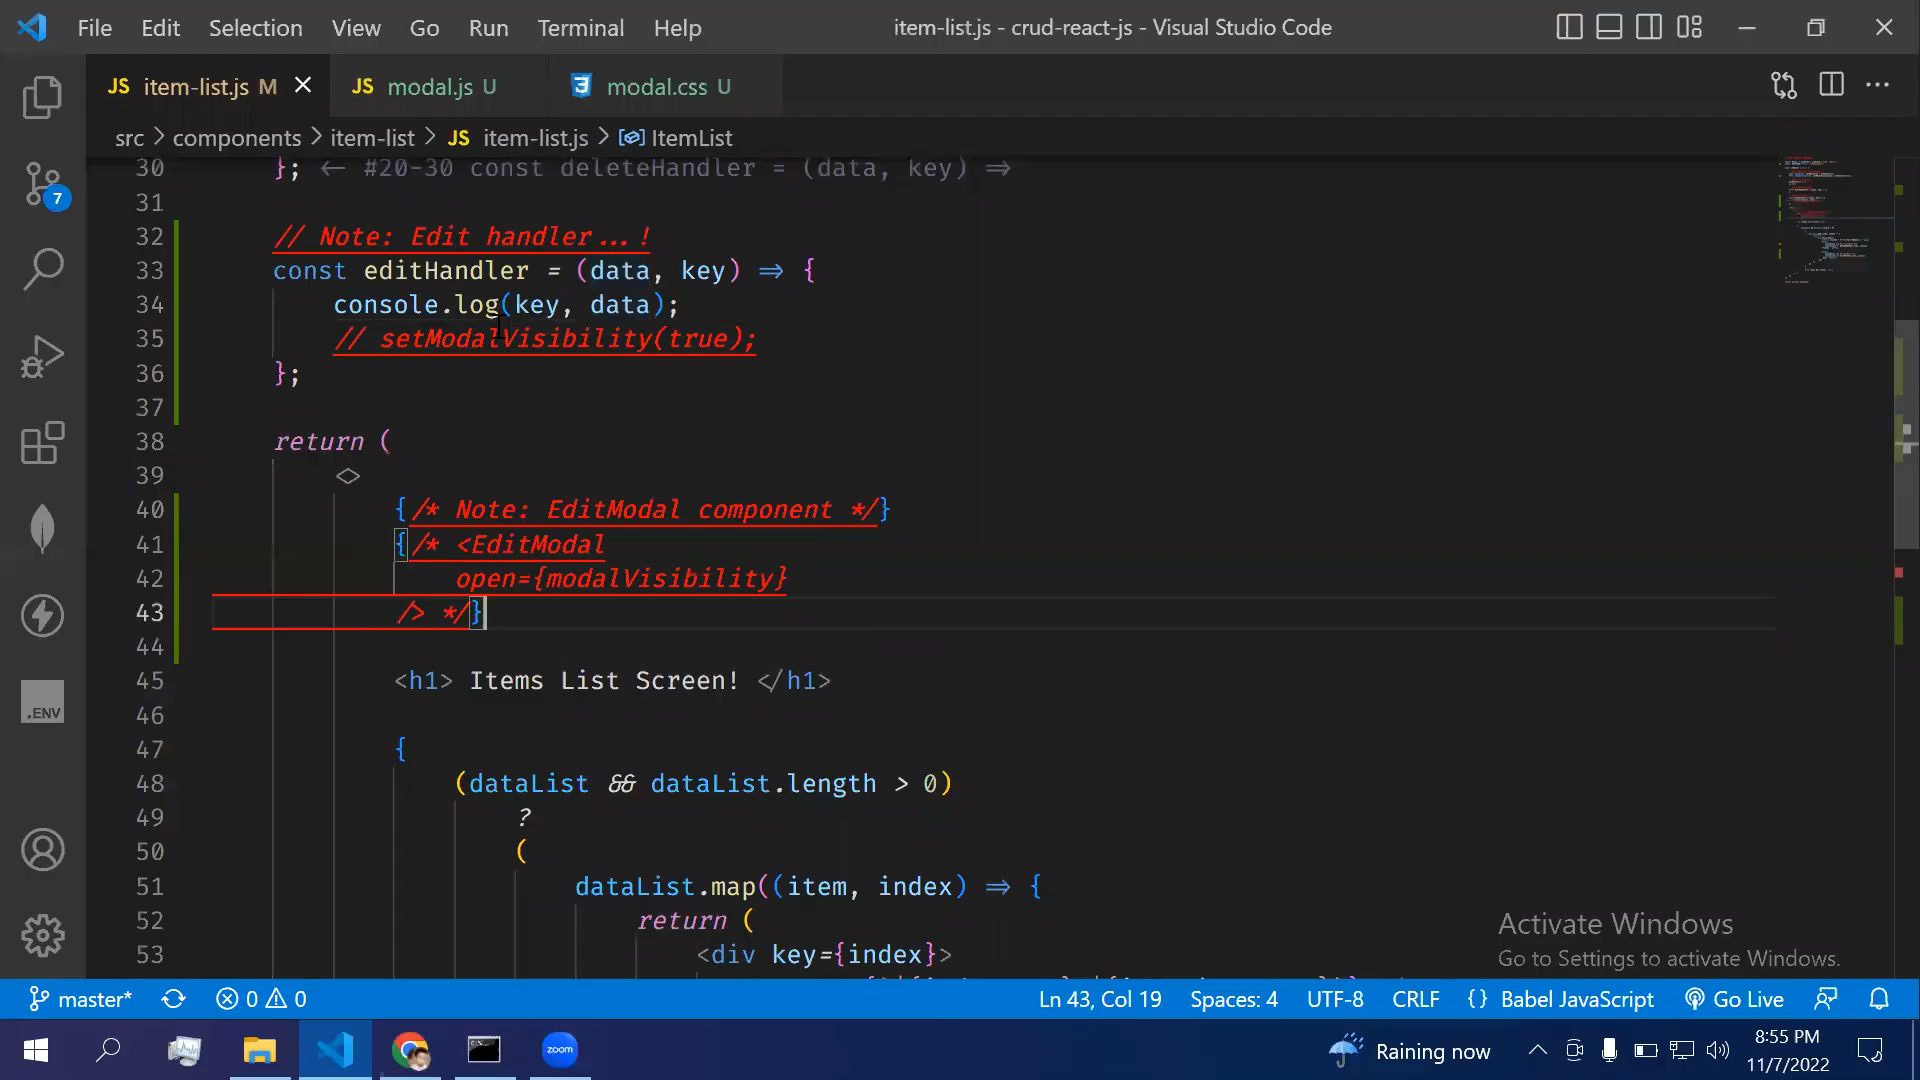 File Edit Selection View Go Run Terminal Help item-list.js - crud-react-js - Visual Studio Code
JS item-list.js M JS modal.js U modal.css U
src > components > item-list > JS item-list.js > ItemList
30 }; <- #20-30 const deleteHandler = (data, key) =>
31
32 // Note: Edit handler...!
33 const editHandler = (data, key) => {
34 console.log(key, data);
35 // setModalVisibility(true);
36 };
37
38 return (
39 <>
40 {/* Note: EditModal component */}
41 {/* <EditModal
42 open={modalVisibility}
43 /> */}
44
45 <h1> Items List Screen! </h1>
46
47 {
48 (dataList && dataList.length > 0)
49 ?
50 (
51 dataList.map((item, index) => {
52 return (
53 <div key={index}>
7
.ENV
Activate Windows
Go to Settings to activate Windows.
master* 0 0 Ln 43, Col 19 Spaces: 4 UTF-8 CRLF {} Babel JavaScript Go Live
zoom
Raining now
8:55 PM
11/7/2022